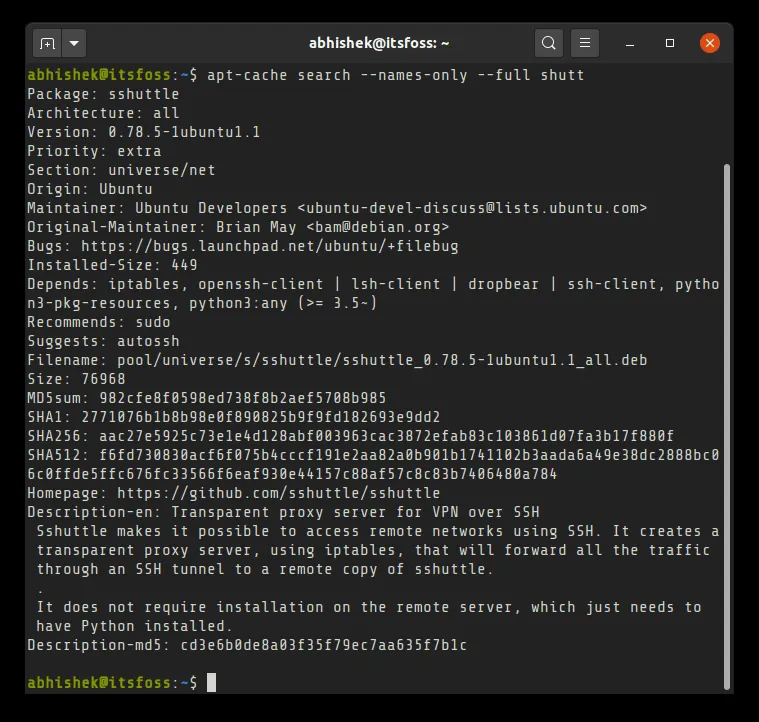 abhishek@itsfoss: ~
abhishek@itsfoss:~$ apt-cache search --names-only --full shutt
Package: sshuttle
Architecture: all
Version: 0.78.5-1ubuntu1.1
Priority: extra
Section: universe/net
Origin: Ubuntu
Maintainer: Ubuntu Developers <ubuntu-devel-discuss@lists.ubuntu.com>
Original-Maintainer: Brian May <bam@debian.org>
Bugs: https://bugs.launchpad.net/ubuntu/+filebug
Installed-Size: 449
Depends: iptables, openssh-client | lsh-client | dropbear | ssh-client, pytho
n3-pkg-resources, python3:any (>= 3.5~)
Recommends: sudo
Suggests: autossh
Filename: pool/universe/s/sshuttle/sshuttle_0.78.5-1ubuntu1.1_all.deb
Size: 76968
MD5sum: 982cfe8f0598ed738f8b2aef5708b985
SHA1: 2771076b1b8b98e0f890825b9f9fd182693e9dd2
SHA256: aac27e5925c73e1e4d128abf003963cac3872efab83c103861d07fa3b17f880f
SHA512: f6fd730830acf6f075b4cccf191e2aa82a0b901b1741102b3aada6a49e38dc2888bc0
6c0ffde5ffc676fc33566f6eaf930e44157c88af57c8c83b7406480a784
Homepage: https://github.com/sshuttle/sshuttle
Description-en: Transparent proxy server for VPN over SSH
Sshuttle makes it possible to access remote networks using SSH. It creates a
transparent proxy server, using iptables, that will forward all the traffic
through an SSH tunnel to a remote copy of sshuttle.
.
It does not require installation on the remote server, which just needs to
have Python installed.
Description-md5: cd3e6b0de8a03f35f79ec7aa635f7b1c
abhishek@itsfoss:~$